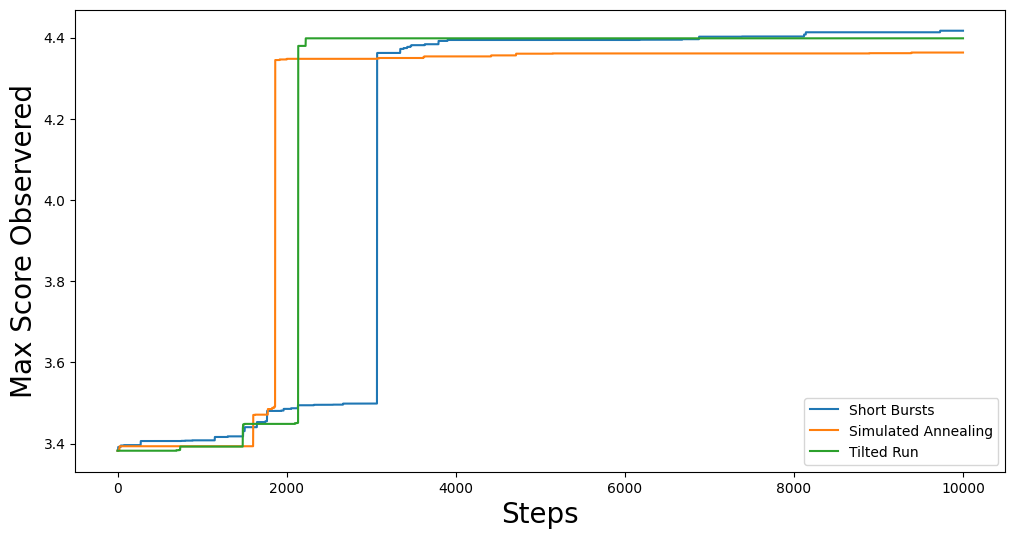 Max Score Observered
4.4
4.2
4.0
3.8
3.6
3.4
0
2000
4000
6000
8000
10000
Steps
Short Bursts
Simulated Annealing
Tilted Run